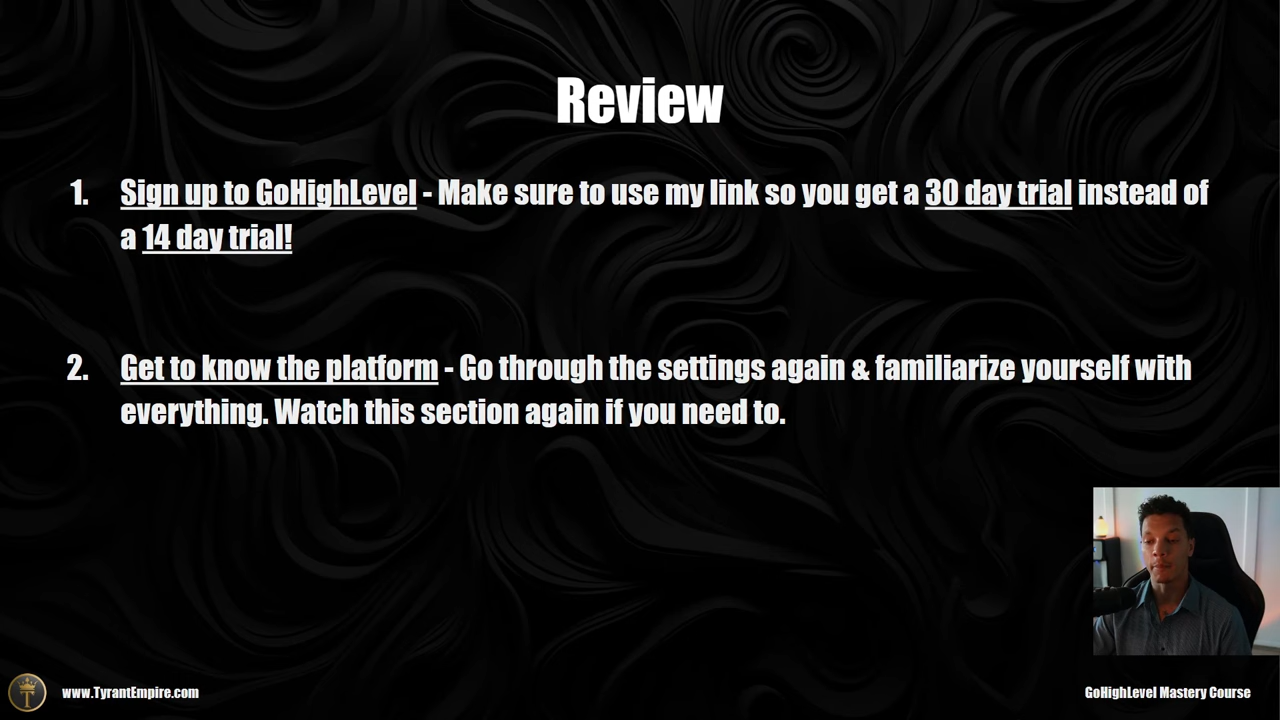 Review
1. Sign up to GoHighLevel - Make sure to use my link so you get a 30 day trial instead of
a 14 day trial!
2. Get to know the platform - Go through the settings again & familiarize yourself with
everything. Watch this section again if you need to.
T www.TyrantEmpire.com
GoHighLevel Mastery Course